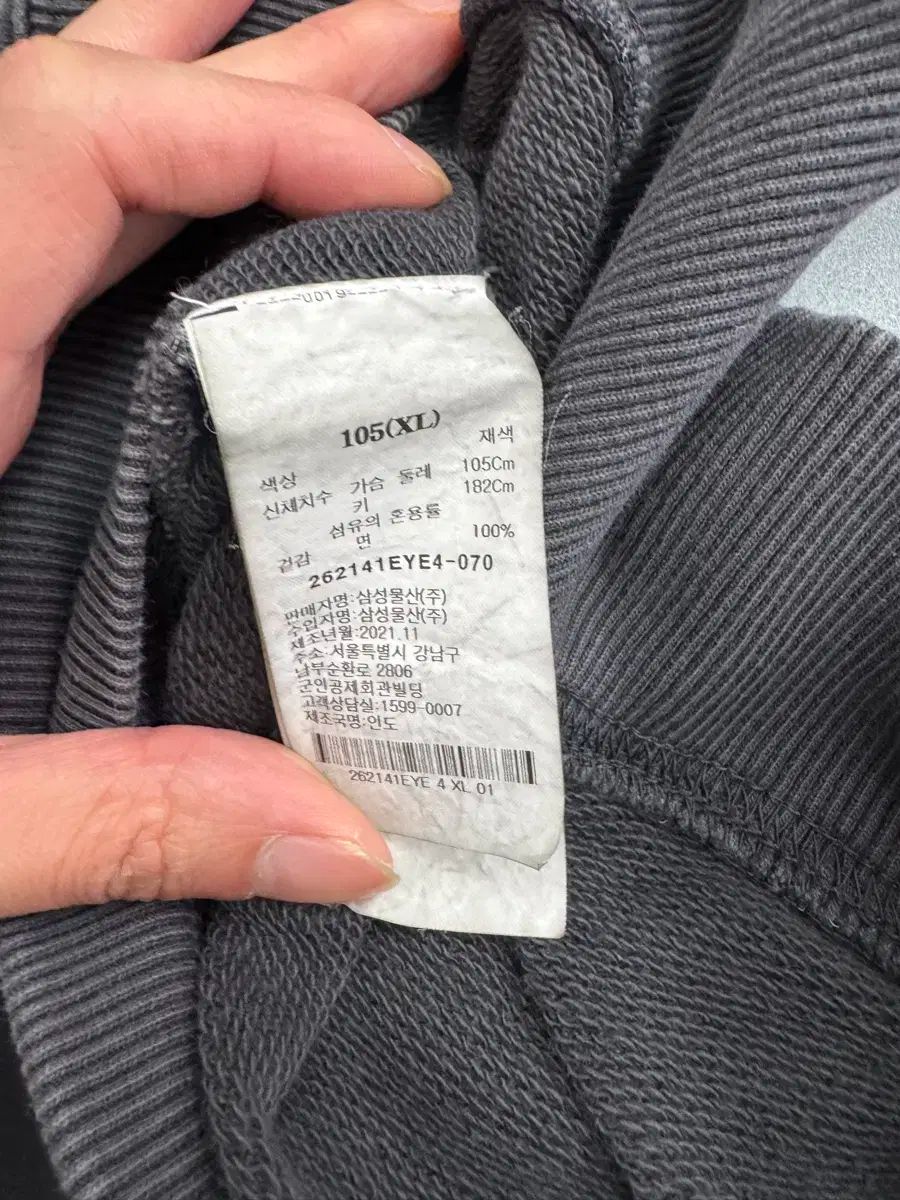 0019
105(XL)
색상 재색
신체치수 가슴 둘레 105Cm
키 182Cm
섬유의 혼용률
겉감 면 100%
262141EYE4-070
판매자명:삼성물산(주)
수입자명:삼성물산(주)
제조년월:2021.11
주소:서울특별시 강남구
남부순환로 2806
군인공제회관빌딩
고객상담실:1599-0007
제조국명:인도
262141EYE 4 XL 01